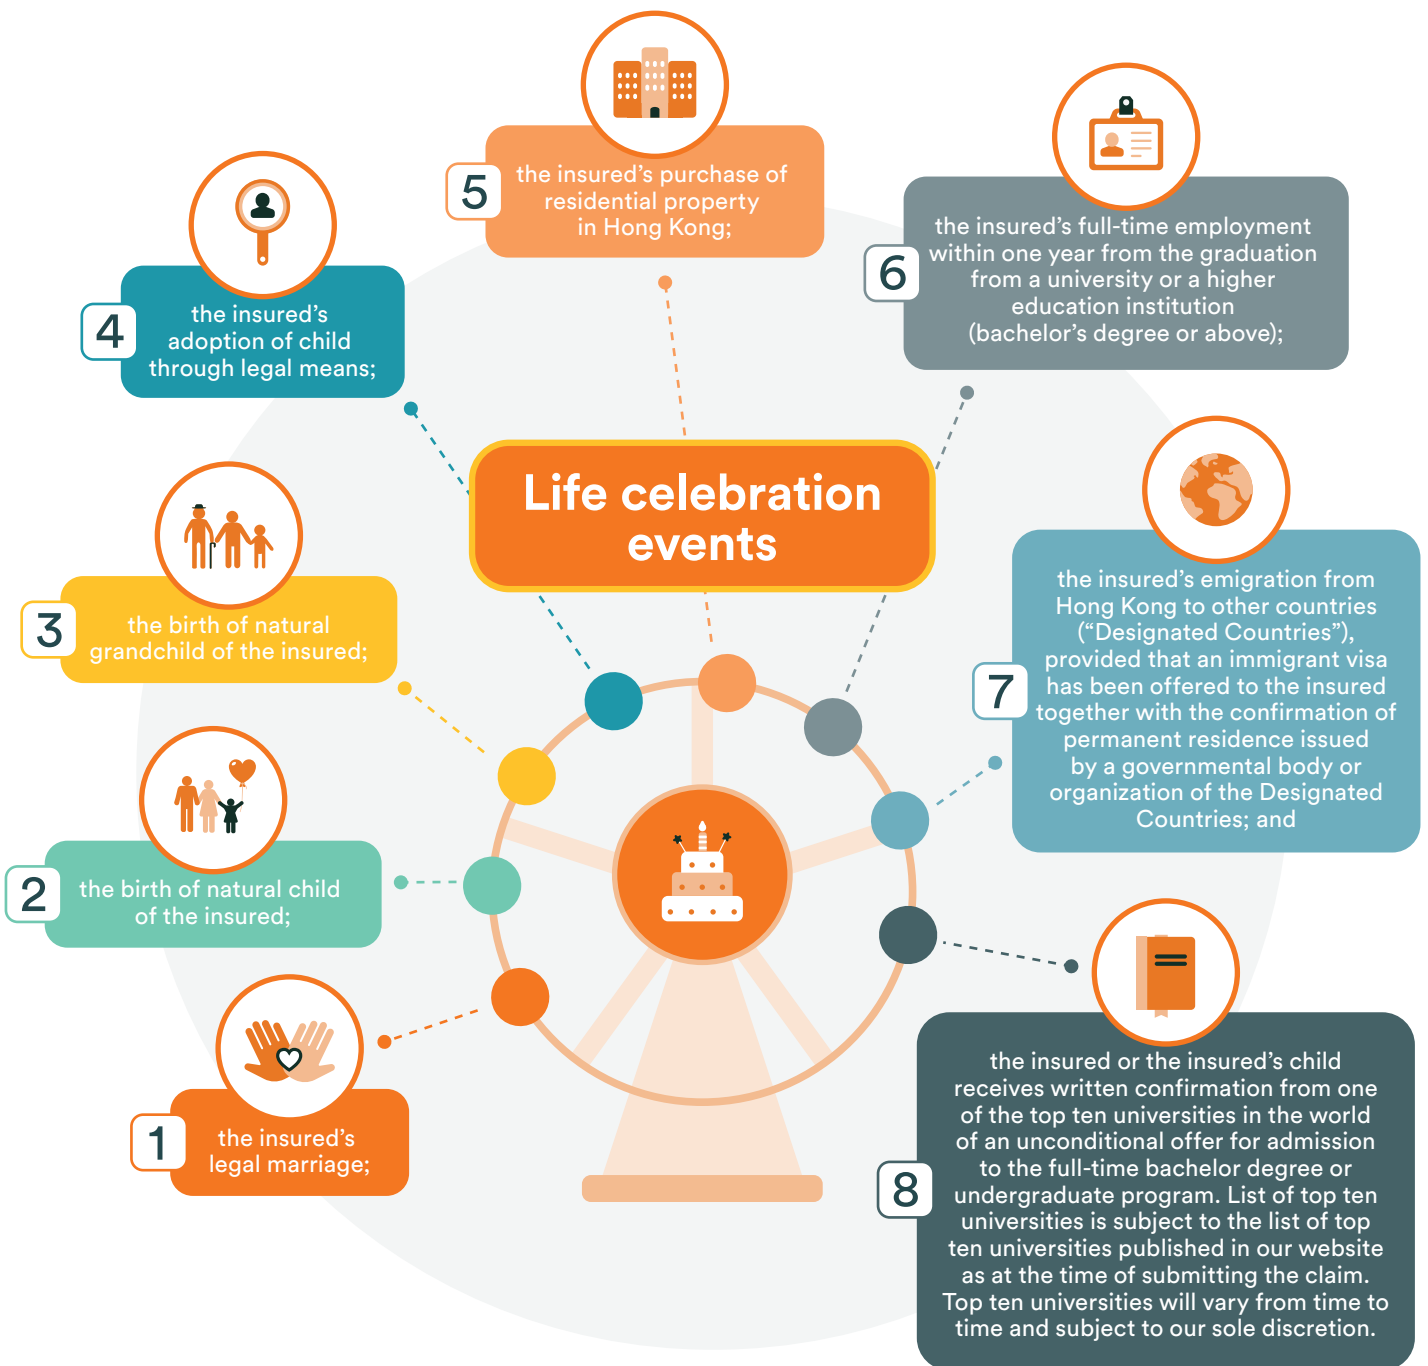 Life celebration
events
1
the insured's
legal marriage;
2
the birth of natural child
of the insured;
3
the birth of natural
grandchild of the insured;
4
the insured's
adoption of child
through legal means;
5
the insured's purchase of
residential property
in Hong Kong;
6
the insured's full-time employment
within one year from the graduation
from a university or a higher
education institution
(bachelor's degree or above);
7
the insured's emigration from
Hong Kong to other countries
(“Designated Countries”),
provided that an immigrant visa
has been offered to the insured
together with the confirmation of
permanent residence issued
by a governmental body or
organization of the Designated
Countries; and
8
the insured or the insured's child
receives written confirmation from one
of the top ten universities in the world
of an unconditional offer for admission
to the full-time bachelor degree or
undergraduate program. List of top ten
universities is subject to the list of top
ten universities published in our website
as at the time of submitting the claim.
Top ten universities will vary from time to
time and subject to our sole discretion.